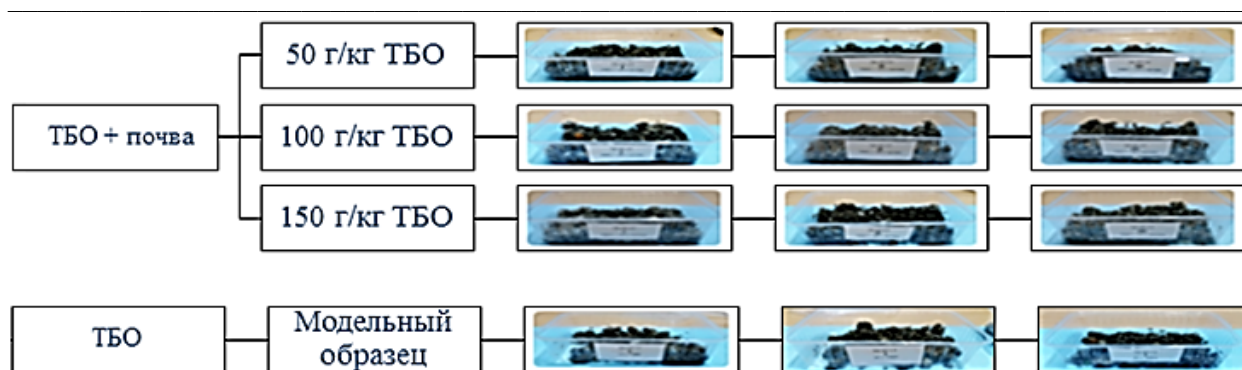 50 г/кг ТБО
ТБО + почва
100 г/кг ТБО
150 г/кг ТБО
ТБО
Модельный
образец